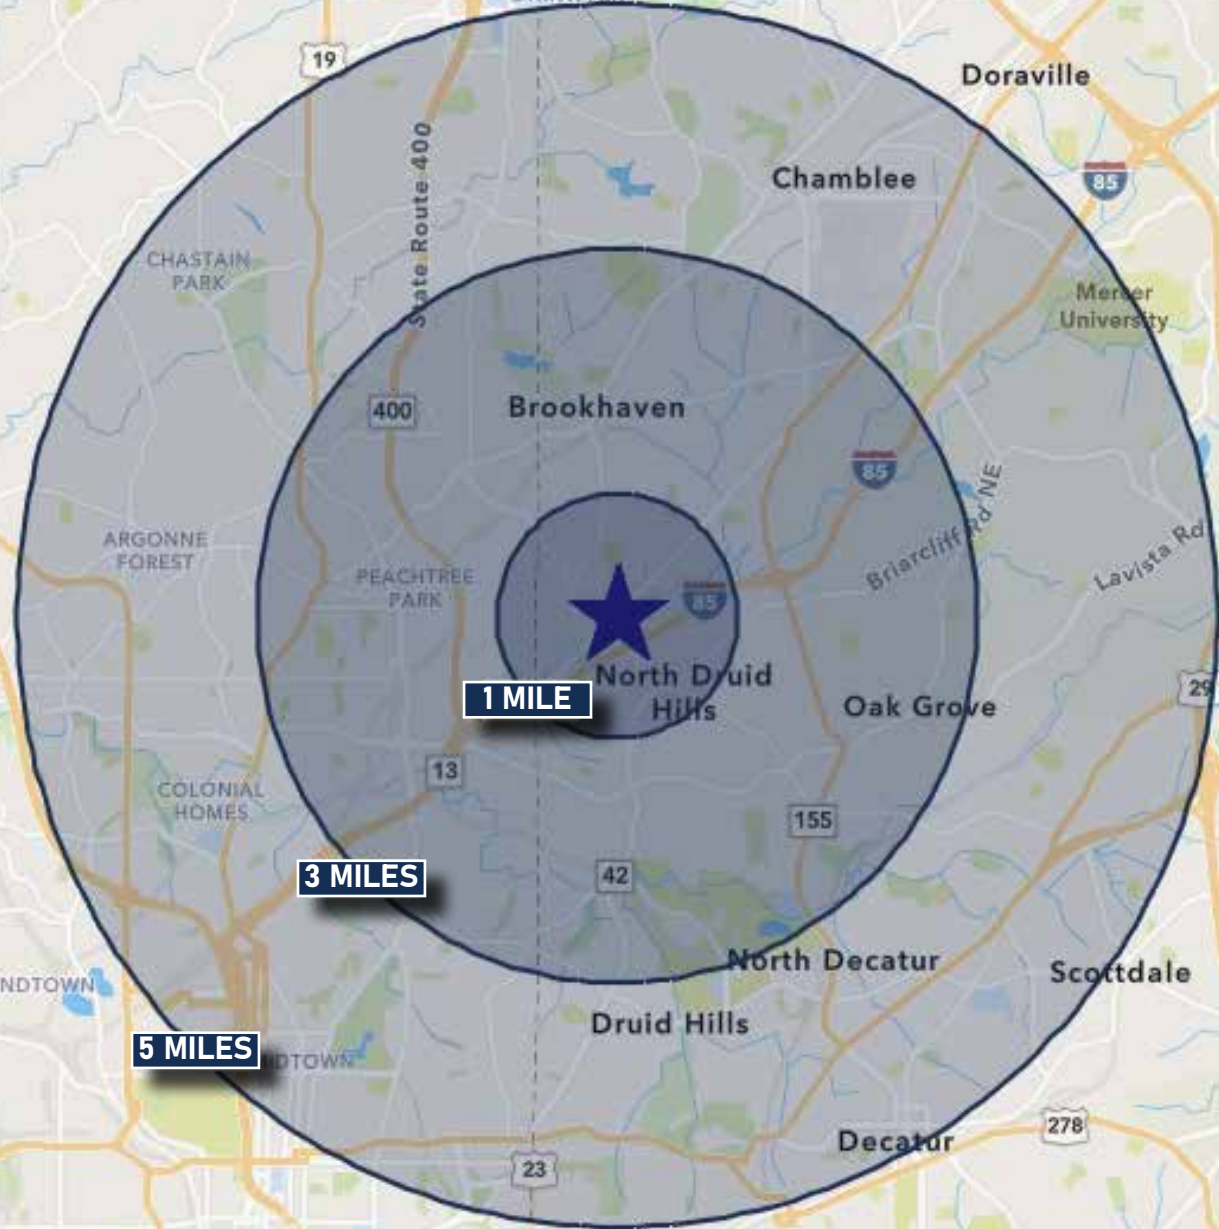 19
Doraville
State Route 400
Chamblee
85
CHASTAIN
PARK
Mercer
University
400
Brookhaven
85
Briarcliff Rd NE
Lavista Rd
ARGONNE
FOREST
PEACHTREE
PARK
85
North Druid
Hills
1 MILE
29
Oak Grove
13
COLONIAL
HOMES
155
3 MILES
42
North Decatur
Scottdale
NDTOWN
Druid Hills
5 MILES
DTOWN
278
Decatur
23